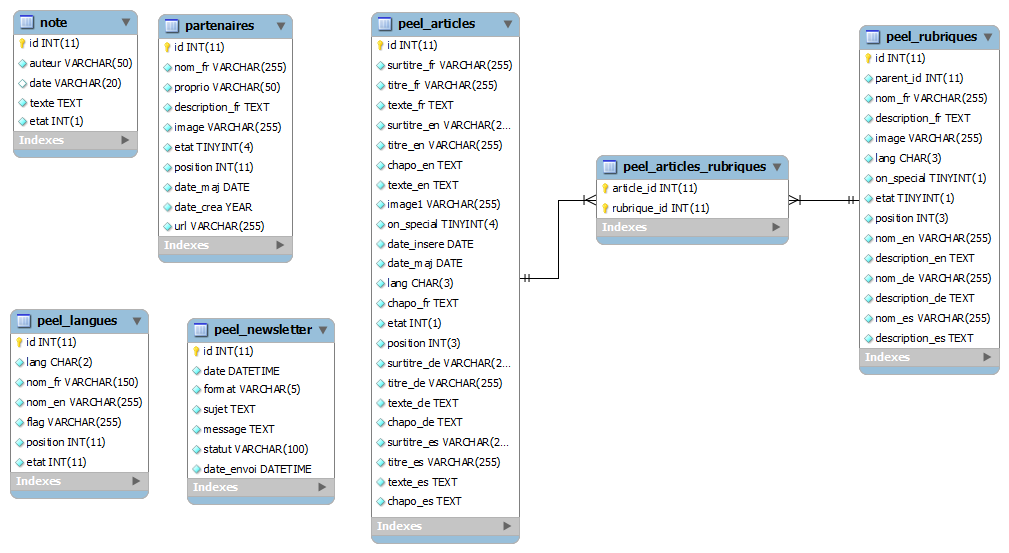 note
id INT(11)
auteur VARCHAR(50)
date VARCHAR(20)
texte TEXT
etat INT(1)
Indexes
partenaires
id INT(11)
nom_fr VARCHAR(255)
proprio VARCHAR(50)
description_fr TEXT
image VARCHAR(255)
etat TINYINT(4)
position INT(11)
date_maj DATE
date_crea YEAR
url VARCHAR(255)
Indexes
peel_articles
id INT(11)
surtitre_fr VARCHAR(255)
titre_fr VARCHAR(255)
texte_fr TEXT
surtitre_en VARCHAR(2...
titre_en VARCHAR(255)
chapo_en TEXT
texte_en TEXT
image1 VARCHAR(255)
on_special TINYINT(4)
date_insere DATE
date_maj DATE
lang CHAR(3)
chapo_fr TEXT
etat INT(1)
position INT(3)
surtitre_de VARCHAR(2...
titre_de VARCHAR(255)
texte_de TEXT
chapo_de TEXT
surtitre_es VARCHAR(2...
titre_es VARCHAR(255)
texte_es TEXT
chapo_es TEXT
Indexes
peel_articles_rubriques
article_id INT(11)
rubrique_id INT(11)
Indexes
peel_rubriques
id INT(11)
parent_id INT(11)
nom_fr VARCHAR(255)
description_fr TEXT
image VARCHAR(255)
lang CHAR(3)
on_special TINYINT(1)
etat TINYINT(1)
position INT(3)
nom_en VARCHAR(255)
description_en TEXT
nom_de VARCHAR(255)
description_de TEXT
nom_es VARCHAR(255)
description_es TEXT
Indexes
peel_langues
id INT(11)
lang CHAR(2)
nom_fr VARCHAR(150)
nom_en VARCHAR(255)
flag VARCHAR(255)
position INT(11)
etat INT(11)
Indexes
peel_newsletter
id INT(11)
date DATETIME
format VARCHAR(5)
sujet TEXT
message TEXT
statut VARCHAR(100)
date_envoi DATETIME
Indexes